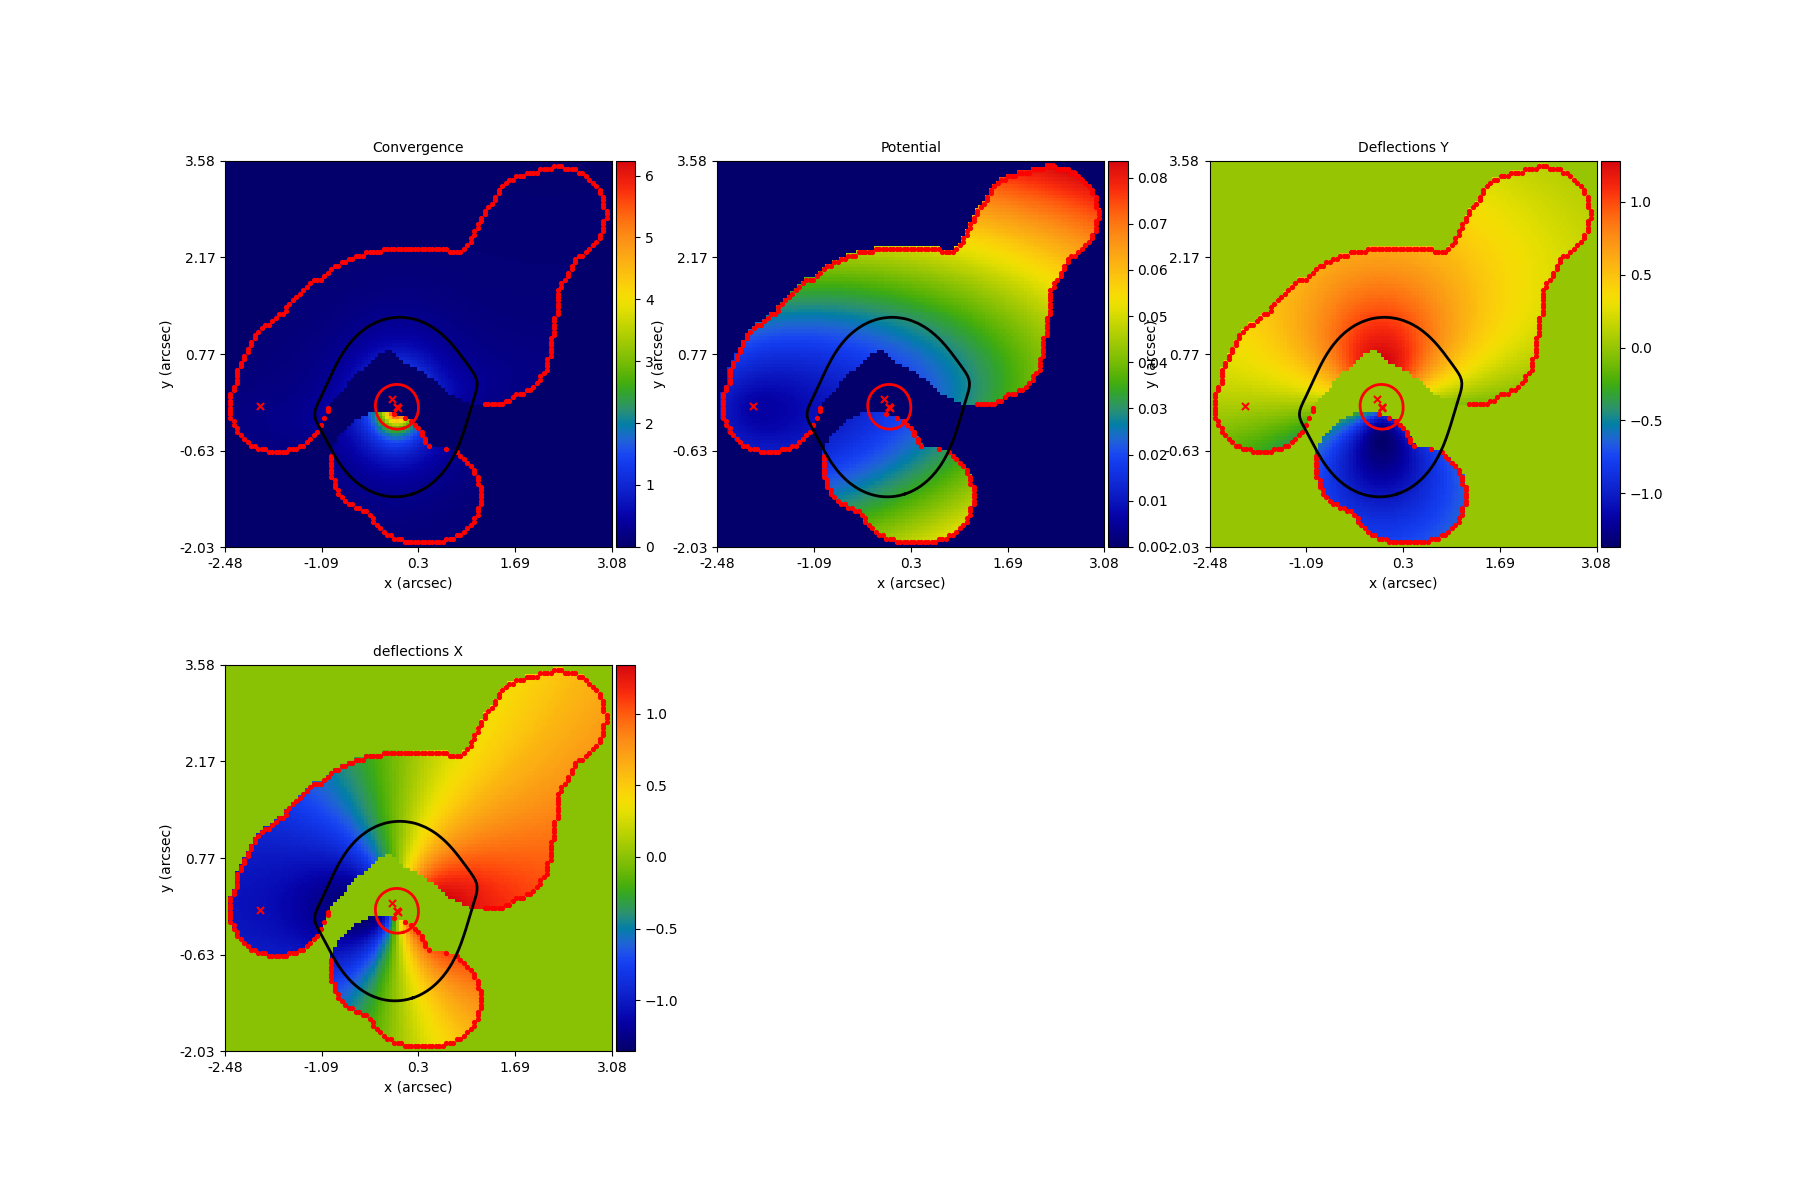 Convergence
3.58
2.17
0.77
-0.63
-2.03
y (arcsec)
-2.48 -1.09 0.3 1.69 3.08
x (arcsec)
6
5
4
3
2
1
0
Potential
3.58
2.17
0.77
-0.63
-2.03
y (arcsec)
-2.48 -1.09 0.3 1.69 3.08
x (arcsec)
0.08
0.07
0.06
0.05
0.04
0.03
0.02
0.01
0.00
Deflections Y
3.58
2.17
0.77
-0.63
-2.03
y (arcsec)
-2.48 -1.09 0.3 1.69 3.08
x (arcsec)
1.0
0.5
0.0
−0.5
−1.0
deflections X
3.58
2.17
0.77
-0.63
-2.03
y (arcsec)
-2.48 -1.09 0.3 1.69 3.08
x (arcsec)
1.0
0.5
0.0
−0.5
−1.0